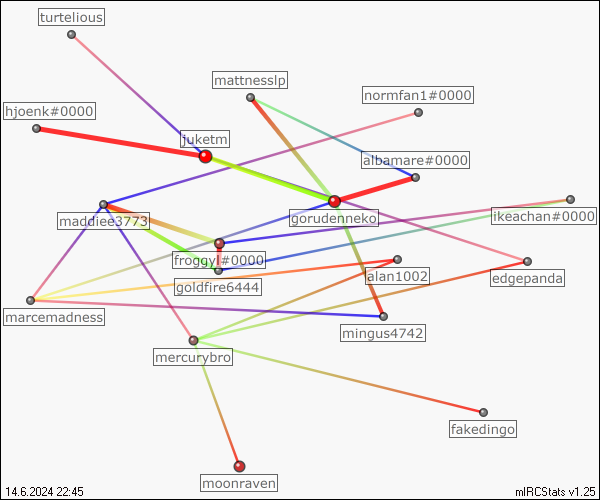 turtelious
mattnesslp
normfan1#0000
hjoenk#0000
juketm
albamare#0000
maddiee3773
gorudenneko
ikeachan#0000
froggyj#0000
alan1002
edgepanda
goldfire6444
marcemadness
mingus4742
mercurybro
fakedingo
moonraven
14.6.2024 22:45
mIRCStats v1.25